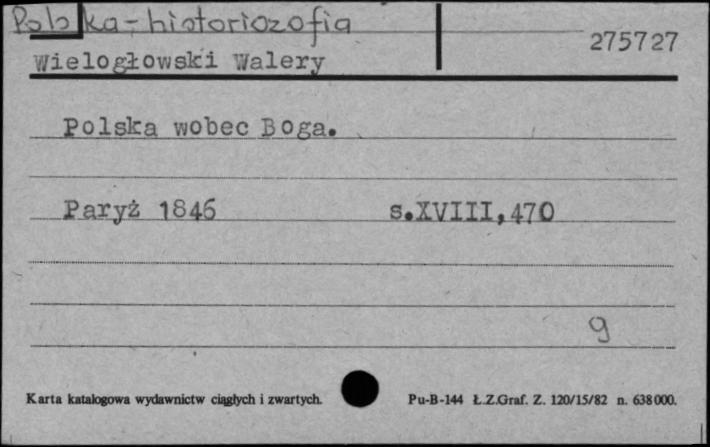 Polska - historiozofia
275727
Wielogłowski Walery
Polska wobec Boga.
Paryż 1846 s.XVIII,470
g
Karta katalogowa wydawnictw ciągłych i zwartych. Pu-B-144 Ł.Z.Graf. Z. 120/15/82 n. 638000.